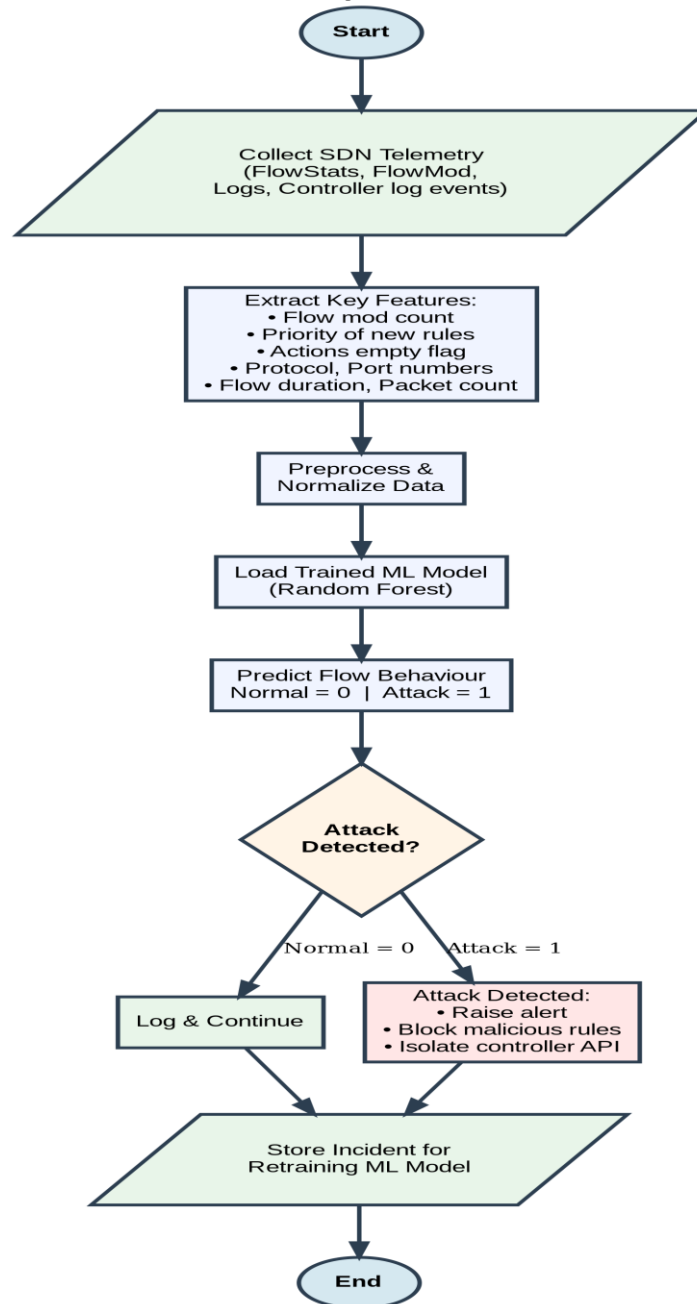 Start
Collect SDN Telemetry
(FlowStats, FlowMod,
Logs, Controller log events)
Extract Key Features:
• Flow mod count
• Priority of new rules
• Actions empty flag
• Protocol, Port numbers
• Flow duration, Packet count
Preprocess &
Normalize Data
Load Trained ML Model
(Random Forest)
Predict Flow Behaviour
Normal = 0 | Attack = 1
Attack
Detected?
Normal = 0
Attack = 1
Log & Continue
Attack Detected:
• Raise alert
• Block malicious rules
• Isolate controller API
Store Incident for
Retraining ML Model
End